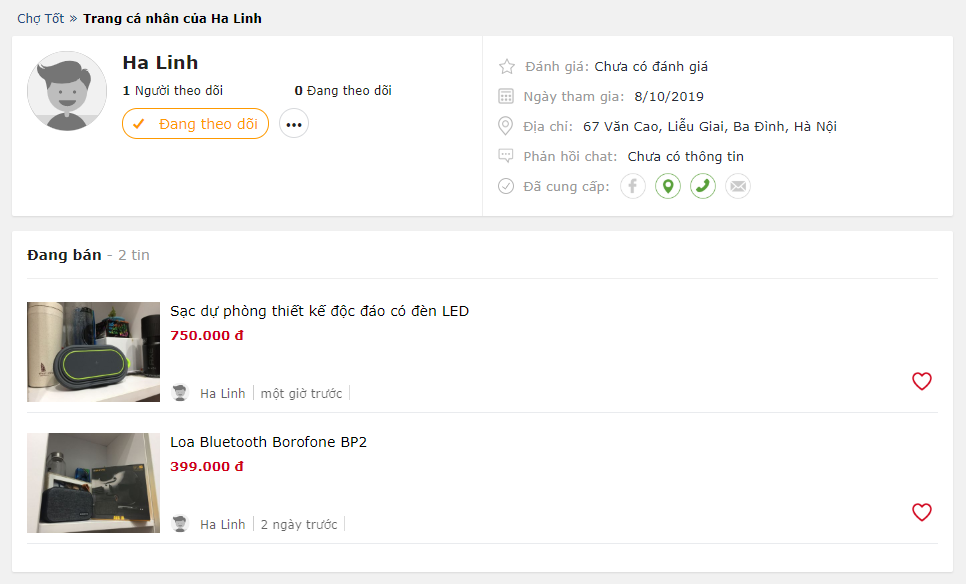 Chợ Tốt » Trang cá nhân của Ha Linh
Ha Linh
1 Người theo dõi 0 Đang theo dõi
Đang theo dõi
Đánh giá: Chưa có đánh giá
Ngày tham gia: 8/10/2019
Địa chỉ: 67 Văn Cao, Liễu Giai, Ba Đình, Hà Nội
Phản hồi chat: Chưa có thông tin
Đã cung cấp:
Đang bán - 2 tin
Sạc dự phòng thiết kế độc đáo có đèn LED
750.000 đ
Ha Linh một giờ trước
Loa Bluetooth Borofone BP2
399.000 đ
Ha Linh 2 ngày trước